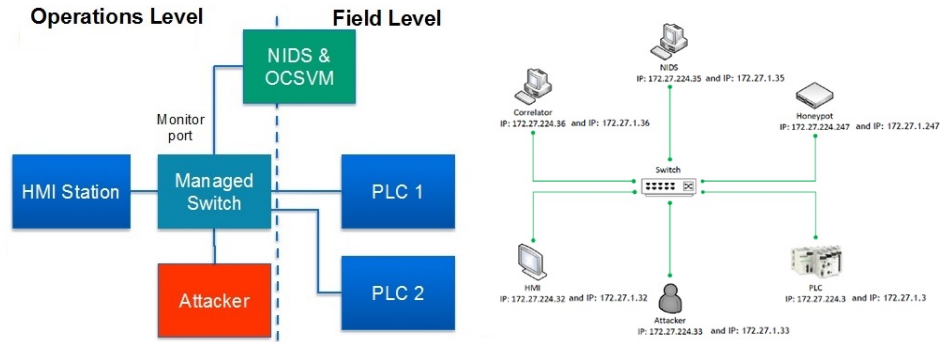 Operations Level
Field Level
NIDS &
OCSVM
Monitor
port
HMI Station
Managed
Switch
PLC 1
Attacker
PLC 2
NIDS
IP: 172.27.224.35 and IP: 172.27.1.35
Correlator
IP: 172.27.224.36 and IP: 172.27.1.36
Honeypot
IP: 172.27.224.247 and IP: 172.27.1.247
Switch
HMI
IP: 172.27.224.32 and IP: 172.27.1.32
Attacker
IP: 172.27.224.33 and IP: 172.27.1.33
PLC
IP: 172.27.224.3 and IP: 172.27.1.3